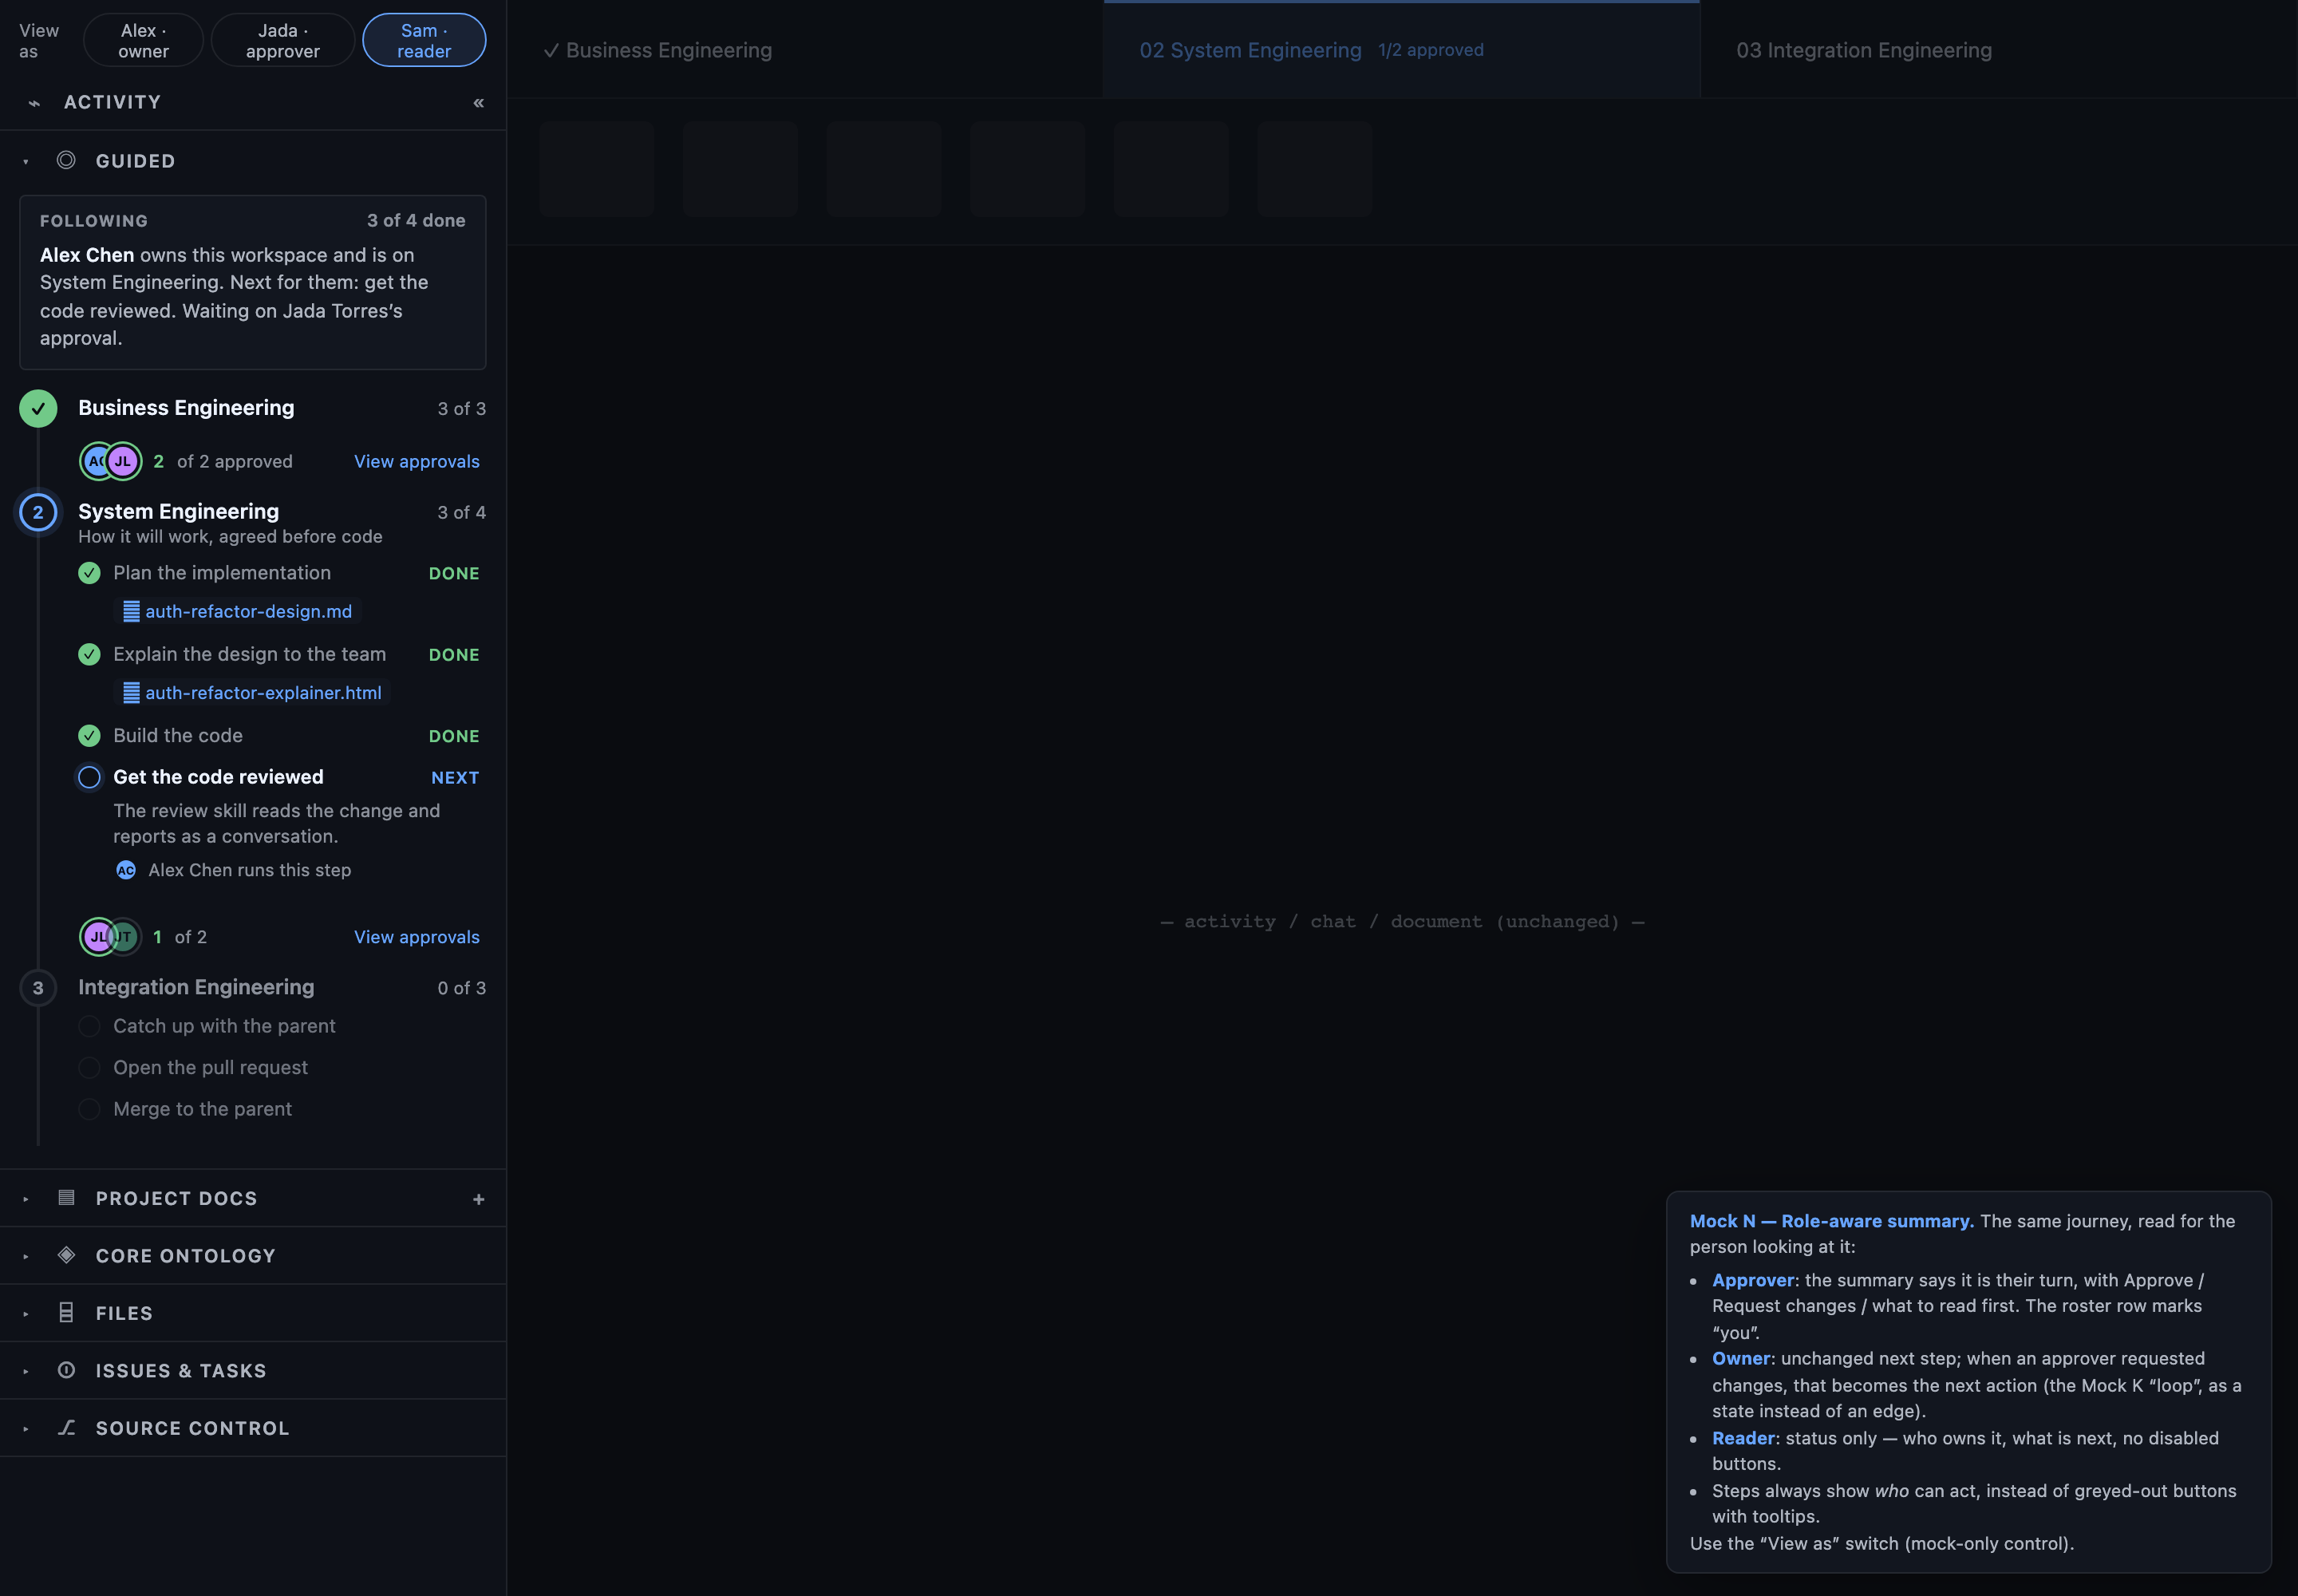 View as
Alex · owner
Jada · approver
Sam · reader
ACTIVITY
«
GUIDED
FOLLOWING
3 of 4 done
Alex Chen owns this workspace and is on
System Engineering. Next for them: get the
code reviewed. Waiting on Jada Torres’s
approval.
Business Engineering
3 of 3
JL
2 of 2 approved
View approvals
2
System Engineering
3 of 4
How it will work, agreed before code
Plan the implementation
DONE
auth-refactor-design.md
Explain the design to the team
DONE
auth-refactor-explainer.html
Build the code
DONE
Get the code reviewed
NEXT
The review skill reads the change and
reports as a conversation.
AC
Alex Chen runs this step
JL
JT
1 of 2
View approvals
3
Integration Engineering
0 of 3
Catch up with the parent
Open the pull request
Merge to the parent
PROJECT DOCS
+
CORE ONTOLOGY
FILES
ISSUES & TASKS
SOURCE CONTROL
✓ Business Engineering
02 System Engineering 1/2 approved
03 Integration Engineering
— activity / chat / document (unchanged) —
Mock N — Role-aware summary. The same journey, read for the
person looking at it:
• Approver: the summary says it is their turn, with Approve /
Request changes / what to read first. The roster row marks
“you”.
• Owner: unchanged next step; when an approver requested
changes, that becomes the next action (the Mock K “loop”, as a
state instead of an edge).
• Reader: status only — who owns it, what is next, no disabled
buttons.
• Steps always show who can act, instead of greyed-out buttons
with tooltips.
Use the “View as” switch (mock-only control).